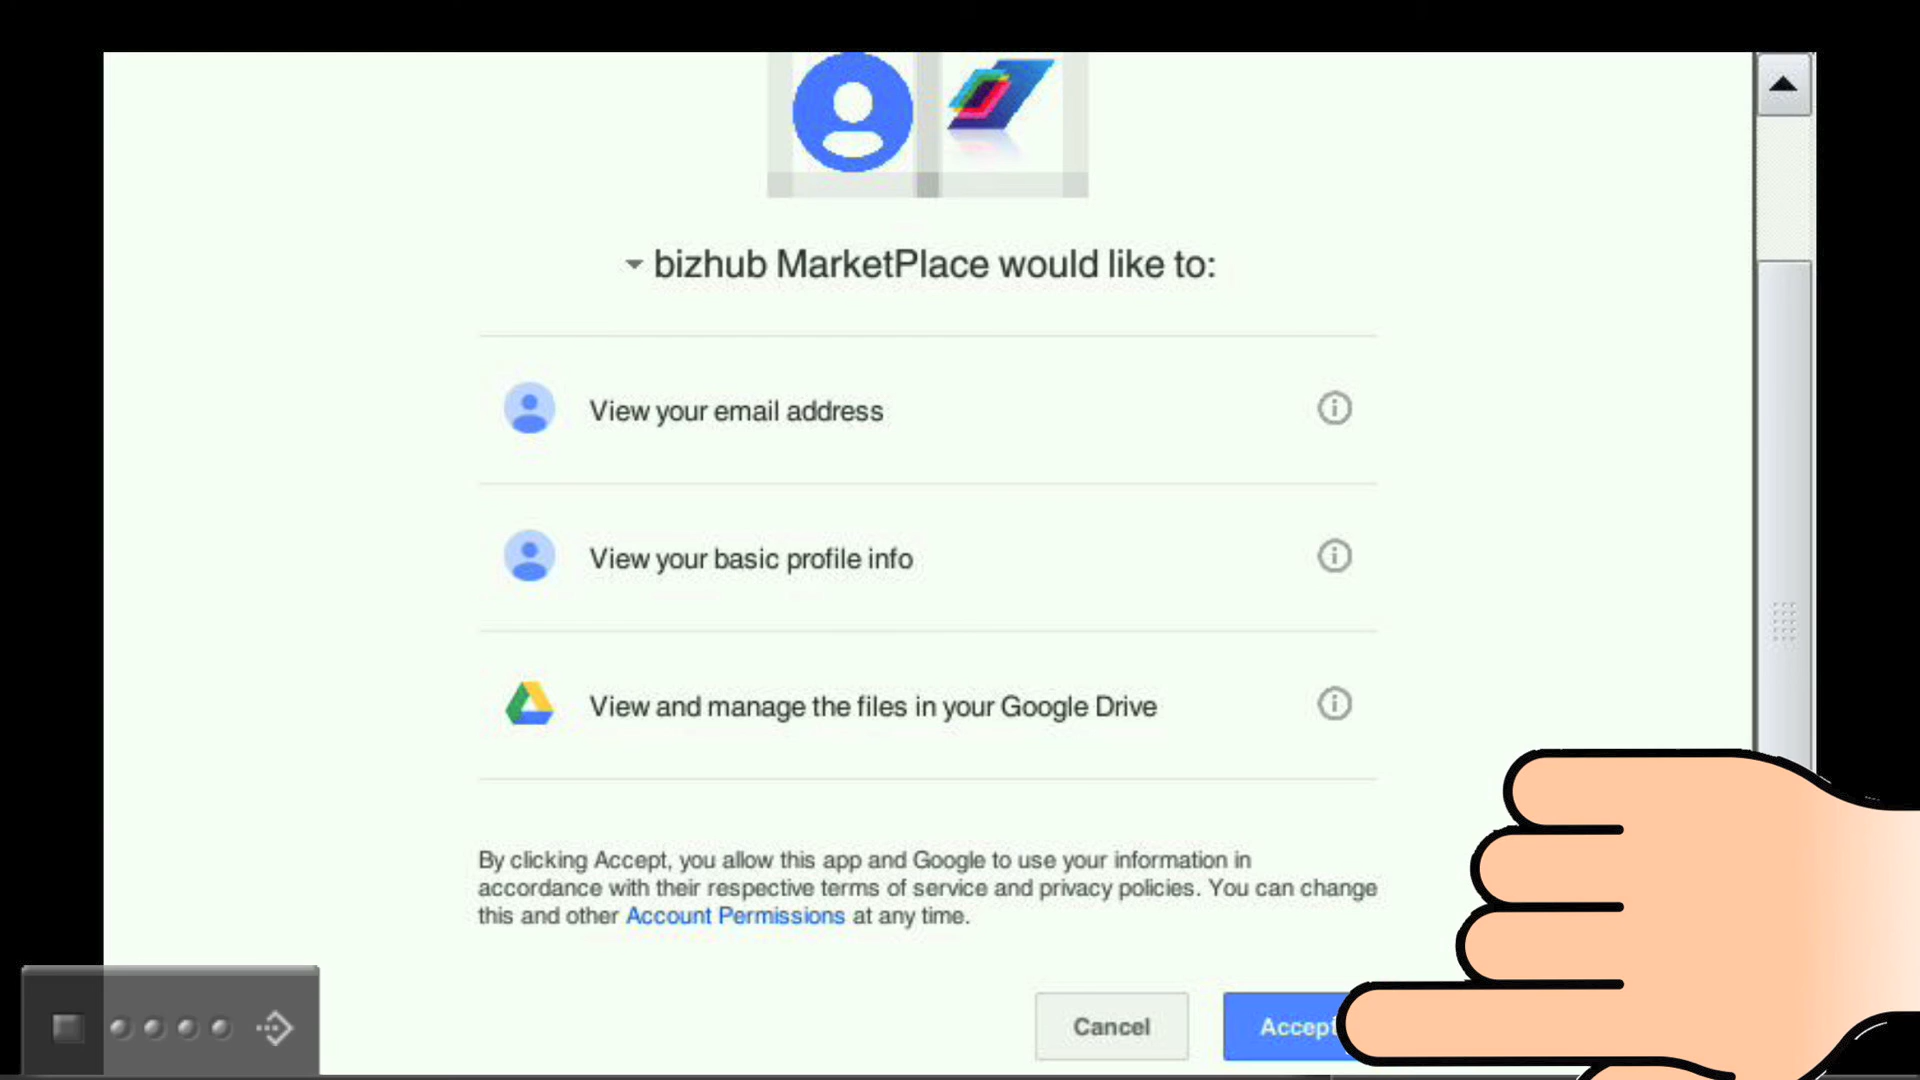 bizhub MarketPlace would like to:
View your email address
View your basic profile info
View and manage the files in your Google Drive
By clicking Accept, you allow this app and Google to use your information in
accordance with their respective terms of service and privacy policies. You can change
this and other Account Permissions at any time.
Cancel
Accept